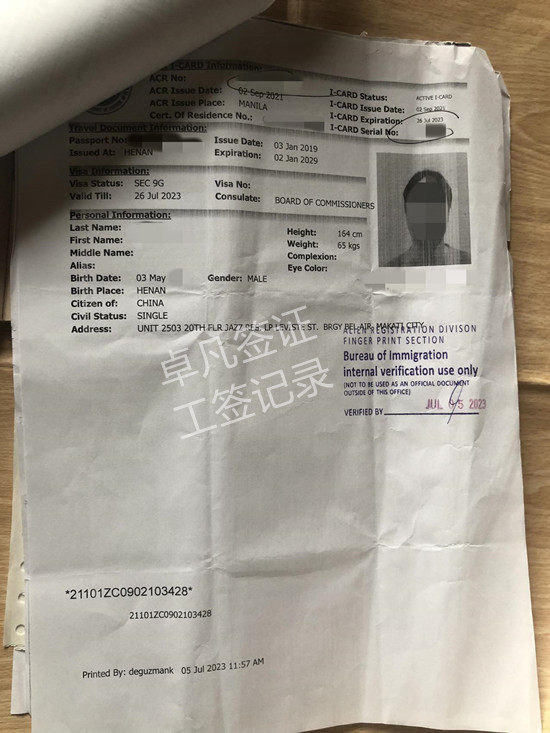 I-CARD Information:
ACR No:
ACR Issue Date: 02 Sep 2021 I-CARD Status: ACTIVE I-CARD
ACR Issue Place: MANILA I-CARD Issue Date: 02 Sep 2021
Cert. Of Residence No.: I-CARD Expiration: 26 Jul 2023
I-CARD Serial No:
Travel Document Information:
Passport No: Issue Date: 03 Jan 2019
Issued At: HENAN Expiration: 02 Jan 2029
Visa Information:
Visa Status: SEC 9G Visa No:
Valid Till: 26 Jul 2023 Consulate: BOARD OF COMMISSIONERS
Personal Information:
Last Name: Height: 164 cm
First Name: Weight: 65 kgs
Middle Name: Complexion:
Alias: Eye Color:
Birth Date: 03 May Gender: MALE
Birth Place: HENAN
Citizen of: CHINA
Civil Status: SINGLE
Address: UNIT 2503 20TH FLR JAZZ RES. LP LEVISTE ST. BRGY BEL-AIR, MAKATI CITY
ALIEN REGISTRATION DIVISON
FINGER PRINT SECTION
Bureau of Immigration
internal verification use only
(NOT TO BE USED AS AN OFFICIAL DOCUMENT
OUTSIDE OF THIS OFFICE)
VERIFIED BY JUL 05 2023
卓凡签证
工签记录
*21101ZC0902103428*
21101ZC0902103428
Printed By: deguzmank 05 Jul 2023 11:57 AM